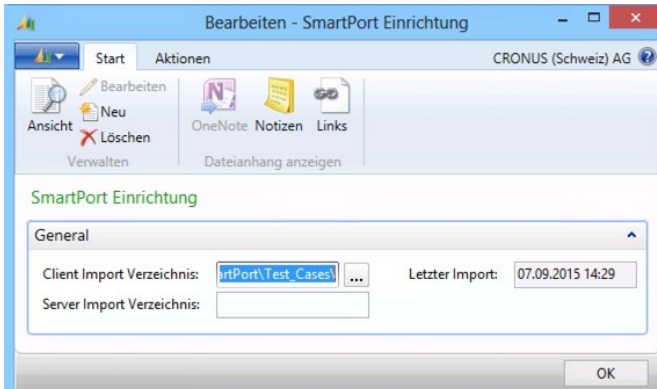 Bearbeiten - SmartPort Einrichtung
Start Aktionen CRONUS (Schweiz) AG
Ansicht
Bearbeiten
Neu
Löschen
OneNote Notizen Links
Verwalten Dateianhang anzeigen
SmartPort Einrichtung
General
Client Import Verzeichnis: artPort\Test_Cases\ ... Letzter Import: 07.09.2015 14:29
Server Import Verzeichnis:
OK